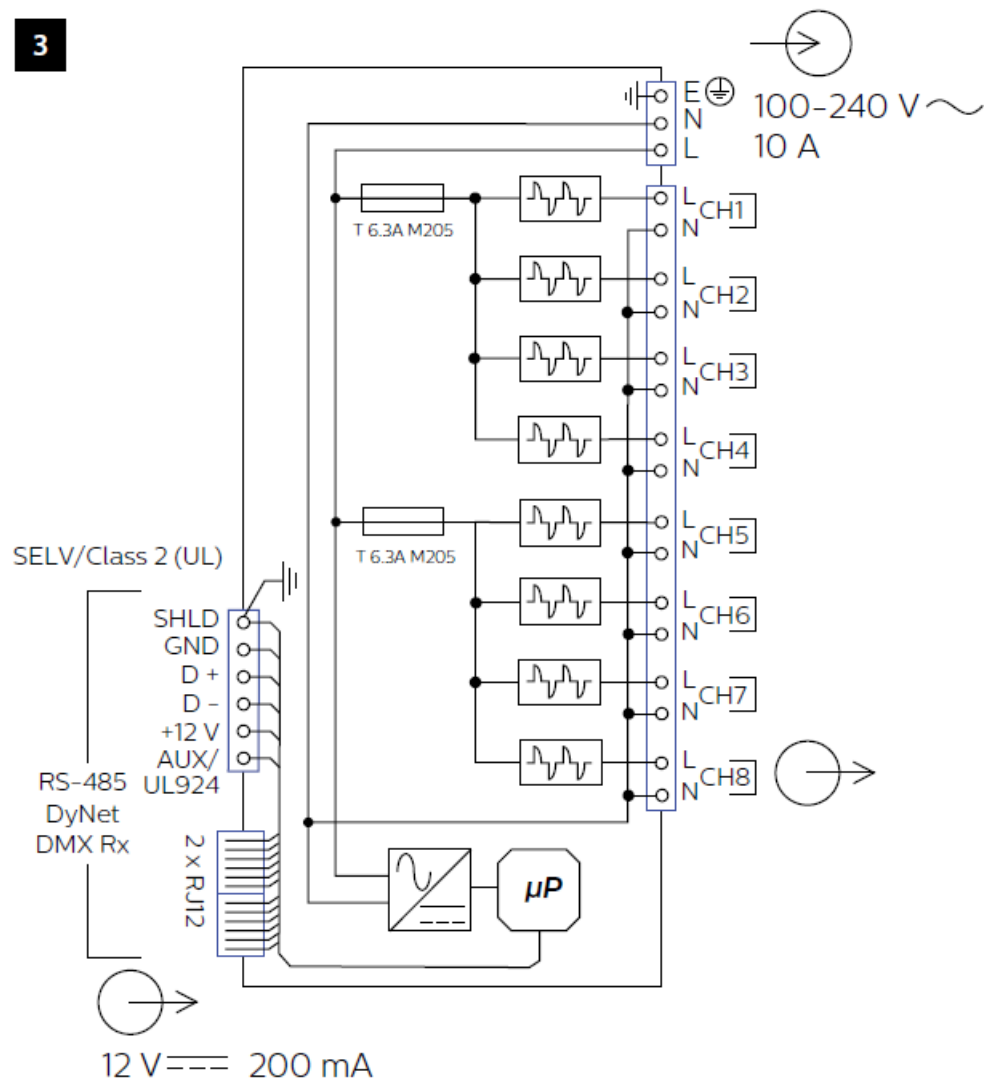 3
E
N
L
100-240 V
10 A
T 6.3A M205
L
N
CH1
L
N
CH2
L
N
CH3
L
N
CH4
T 6.3A M205
L
N
CH5
L
N
CH6
L
N
CH7
L
N
CH8
SELV/Class 2 (UL)
SHLD
GND
D +
D -
+12 V
AUX/
UL924
RS-485
DyNet
DMX Rx
2 x RJ12
µP
12 V 200 mA